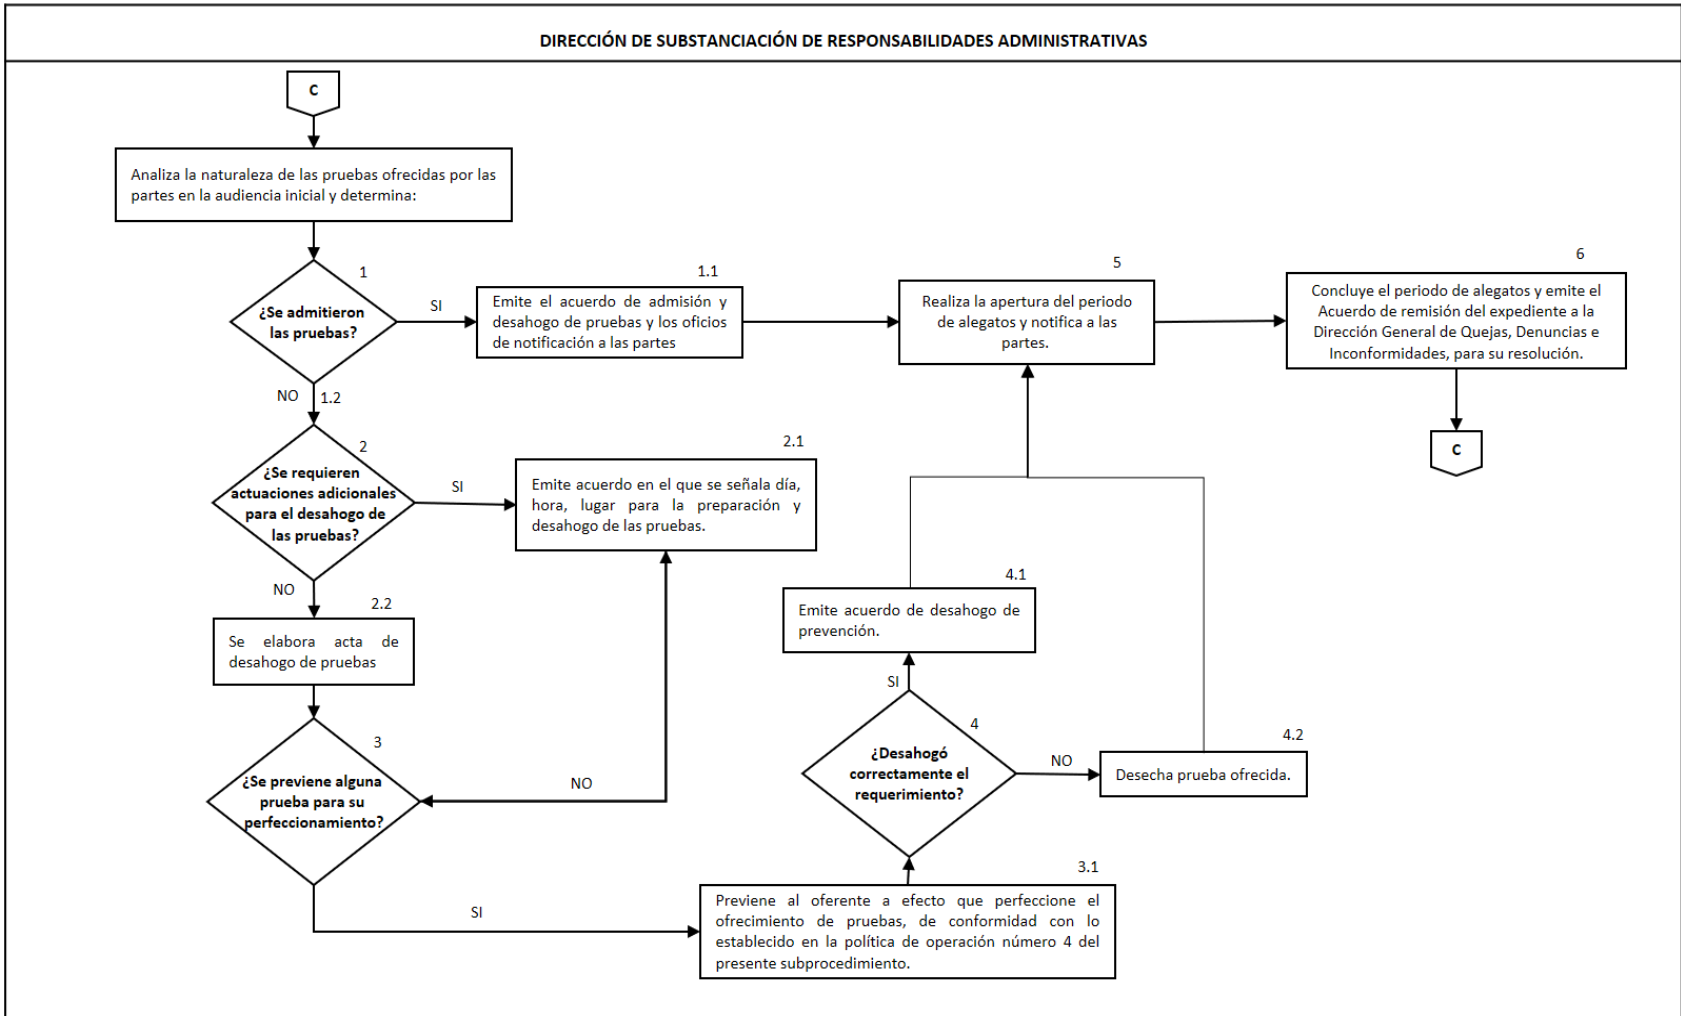 DIRECCIÓN DE SUBSTANCIACIÓN DE RESPONSABILIDADES ADMINISTRATIVAS
C
Analiza la naturaleza de las pruebas ofrecidas por las
partes en la audiencia inicial y determina:
1
¿Se admitieron
las pruebas?
SI
1.1
Emite el acuerdo de admisión y
desahogo de pruebas y los oficios
de notificación a las partes
5
Realiza la apertura del periodo
de alegatos y notifica a las
partes.
6
Concluye el periodo de alegatos y emite el
Acuerdo de remisión del expediente a la
Dirección General de Quejas, Denuncias e
Inconformidades, para su resolución.
C
NO
1.2
2
¿Se requieren
actuaciones adicionales
para el desahogo de
las pruebas?
SI
2.1
Emite acuerdo en el que se señala día,
hora, lugar para la preparación y
desahogo de las pruebas.
NO
2.2
Se elabora acta de
desahogo de pruebas
3
¿Se previene alguna
prueba para su
perfeccionamiento?
NO
SI
3.1
Previene al oferente a efecto que perfeccione el
ofrecimiento de pruebas, de conformidad con lo
establecido en la política de operación número 4 del
presente subprocedimiento.
4
¿Desahogó
correctamente el
requerimiento?
SI
4.1
Emite acuerdo de desahogo de
prevención.
NO
4.2
Desecha prueba ofrecida.